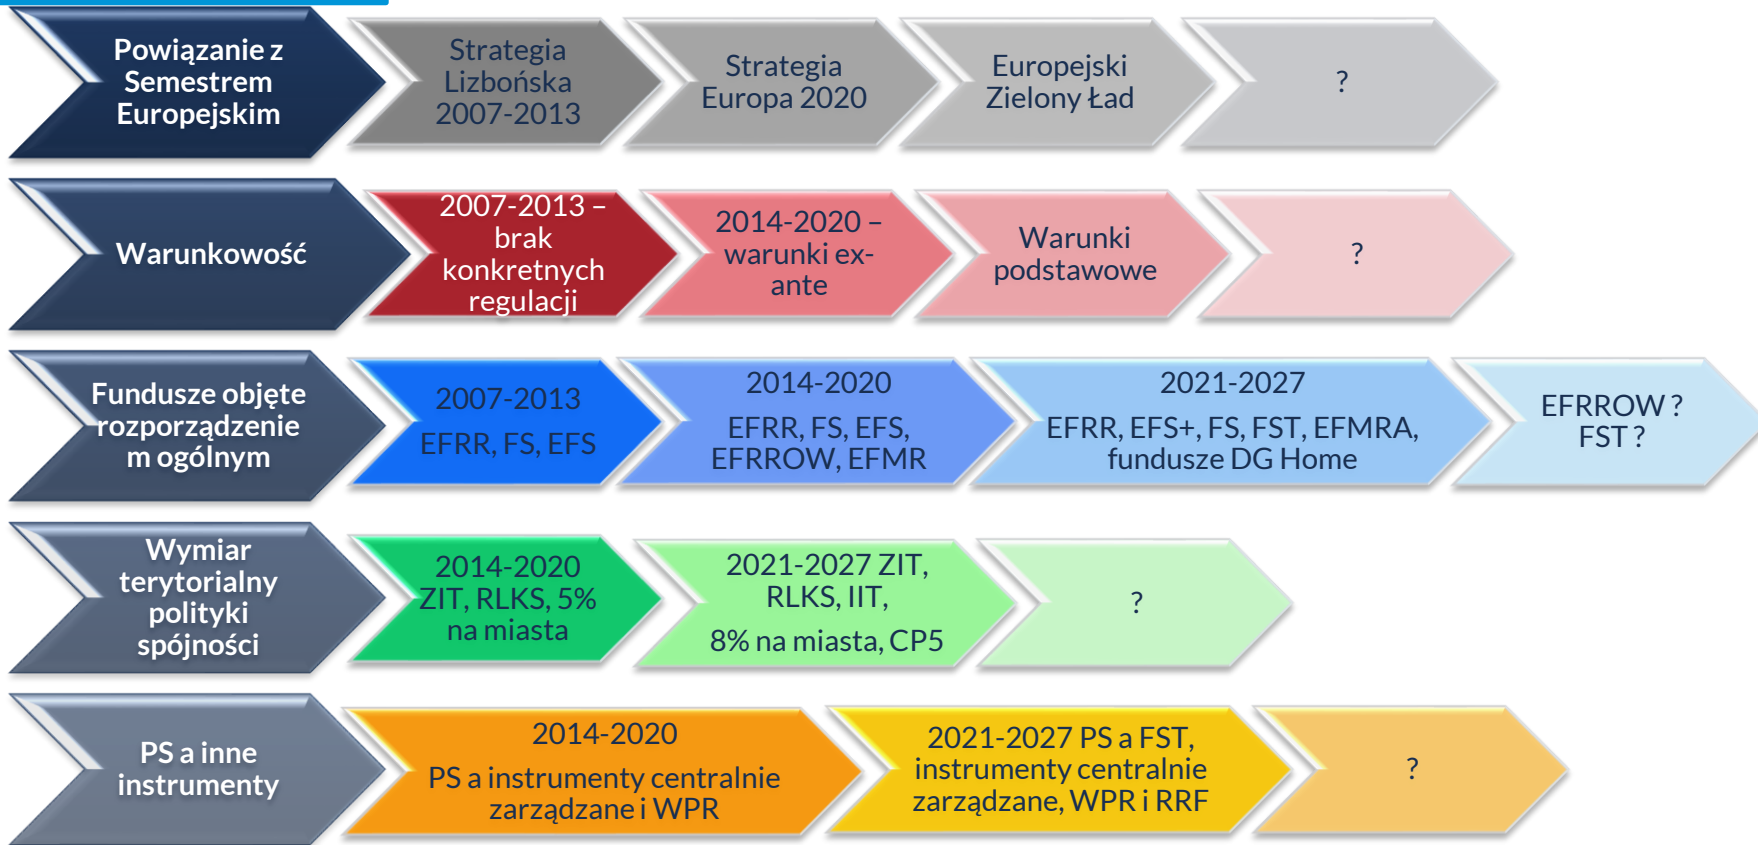 Powiązanie z
Semestrem
Europejskim
Strategia
Lizbońska
2007-2013
Strategia
Europa 2020
Europejski
Zielony Ład
?
Warunkowość
2007-2013 –
brak
konkretnych
regulacji
2014-2020 –
warunki ex-
ante
Warunki
podstawowe
?
Fundusze objęte
rozporządzenie
m ogólnym
2007-2013
EFRR, FS, EFS
2014-2020
EFRR, FS, EFS,
EFRROW, EFMR
2021-2027
EFRR, EFS+, FS, FST, EFMRA,
fundusze DG Home
EFRROW ?
FST ?
Wymiar
terytorialny
polityki
spójności
2014-2020
ZIT, RLKS, 5%
na miasta
2021-2027 ZIT,
RLKS, IIT,
8% na miasta, CP5
?
PS a inne
instrumenty
2014-2020
PS a instrumenty centralnie
zarządzane i WPR
2021-2027 PS a FST,
instrumenty centralnie
zarządzane, WPR i RRF
?